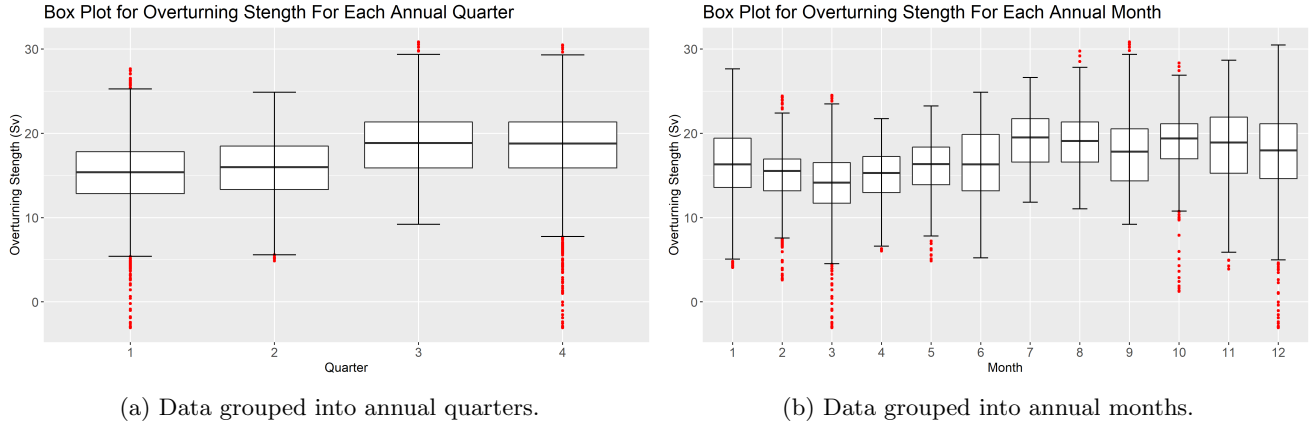 Box Plot for Overturning Stength For Each Annual Quarter
Overturning Stength (Sv)
30
20
10
0
1 2 3 4
Quarter
(a) Data grouped into annual quarters.
Box Plot for Overturning Stength For Each Annual Month
Overturning Stength (Sv)
30
20
10
0
1 2 3 4 5 6 7 8 9 10 11 12
Month
(b) Data grouped into annual months.